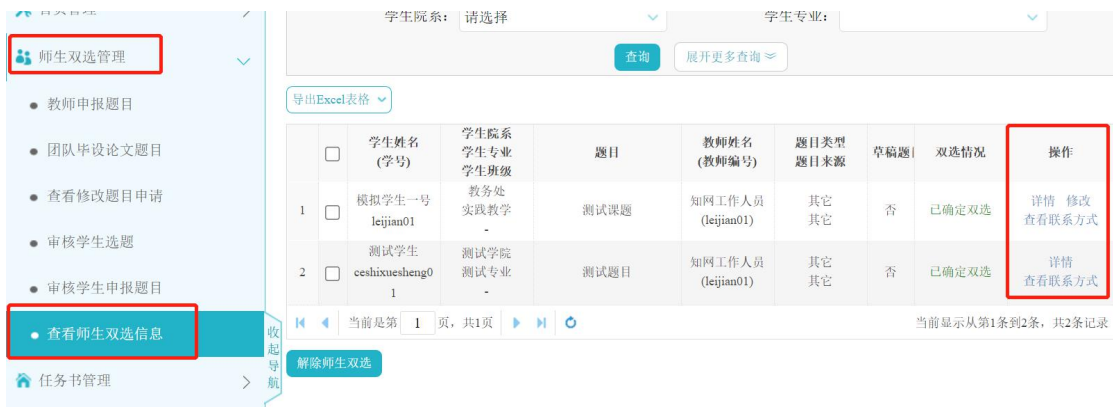 师生双选管理
教师申报题目
团队毕设论文题目
查看修改题目申请
审核学生选题
审核学生申报题目
查看师生双选信息
任务书管理
收起导航
学生院系： 请选择 学生专业：
查询 展开更多查询
导出Excel表格
学生姓名
(学号)
学生院系
学生专业
学生班级
题目
教师姓名
(教师编号)
题目类型
题目来源
草稿题目
双选情况
操作
1
模拟学生一号
leijian01
教务处
实践教学
-
测试课题
知网工作人员
(leijian01)
其它
其它
否
已确定双选
详情 修改
查看联系方式
2
测试学生
ceshixuesheng0
1
测试学院
测试专业
-
测试题目
知网工作人员
(leijian01)
其它
其它
否
已确定双选
详情
查看联系方式
当前是第 1 页，共1页
当前显示从第1条到2条，共2条记录
解除师生双选